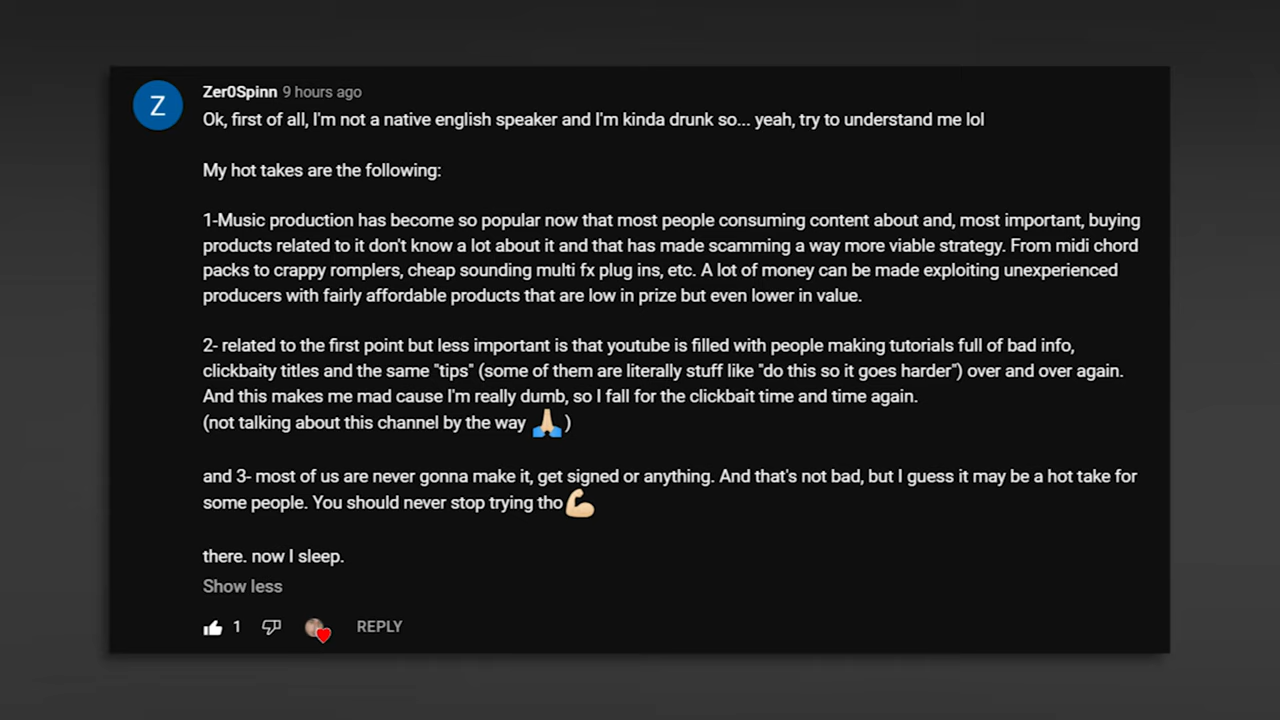 Z
Zer0Spinn 9 hours ago
Ok, first of all, I'm not a native english speaker and I'm kinda drunk so... yeah, try to understand me lol
My hot takes are the following:
1-Music production has become so popular now that most people consuming content about and, most important, buying
products related to it don't know a lot about it and that has made scamming a way more viable strategy. From midi chord
packs to crappy romplers, cheap sounding multi fx plug ins, etc. A lot of money can be made exploiting unexperienced
producers with fairly affordable products that are low in prize but even lower in value.
2- related to the first point but less important is that youtube is filled with people making tutorials full of bad info,
clickbaity titles and the same "tips" (some of them are literally stuff like "do this so it goes harder") over and over again.
And this makes me mad cause I'm really dumb, so I fall for the clickbait time and time again.
(not talking about this channel by the way 🙏)
and 3- most of us are never gonna make it, get signed or anything. And that's not bad, but I guess it may be a hot take for
some people. You should never stop trying tho💪
there. now I sleep.
Show less
1 REPLY